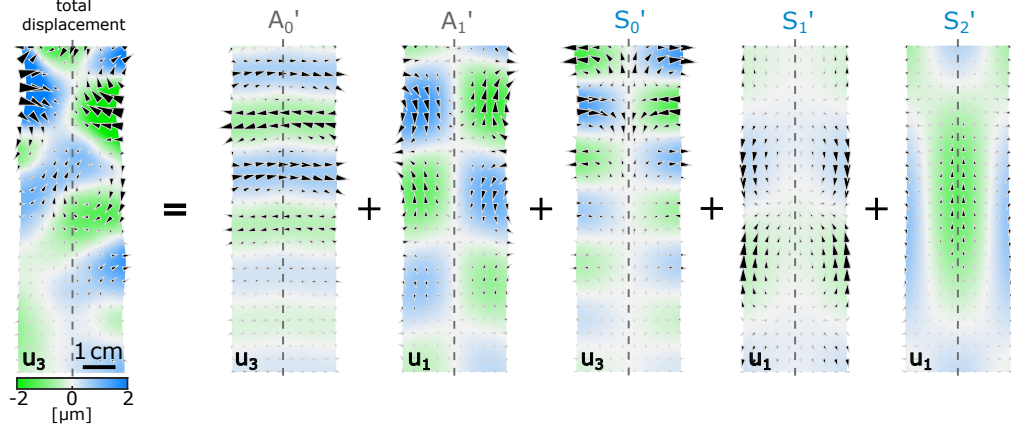 total
displacement
A₀'
A₁'
S₀'
S₁'
S₂'
=
+
+
+
+
u₃
1 cm
u₃
u₁
u₃
u₁
u₁
-2 0 2
[µm]